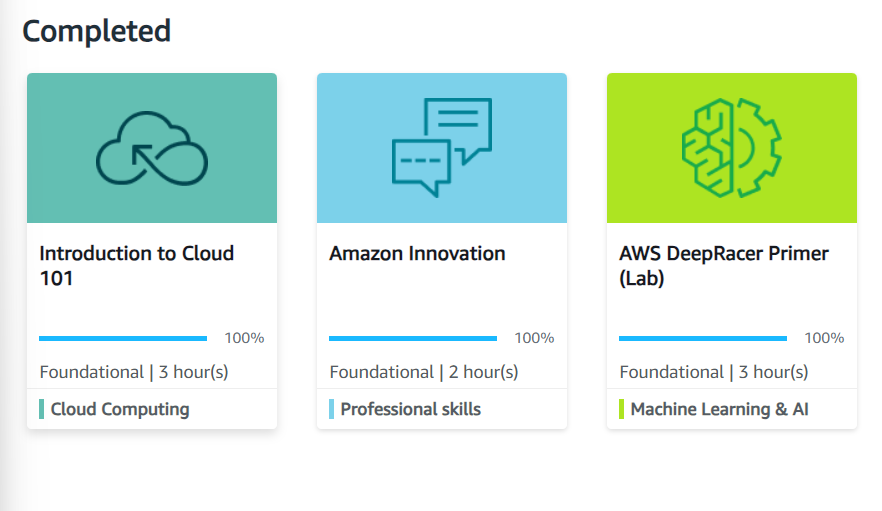 Completed
Introduction to Cloud
101
100%
Foundational | 3 hour(s)
Cloud Computing
Amazon Innovation
100%
Foundational | 2 hour(s)
Professional skills
AWS DeepRacer Primer
(Lab)
100%
Foundational | 3 hour(s)
Machine Learning & AI